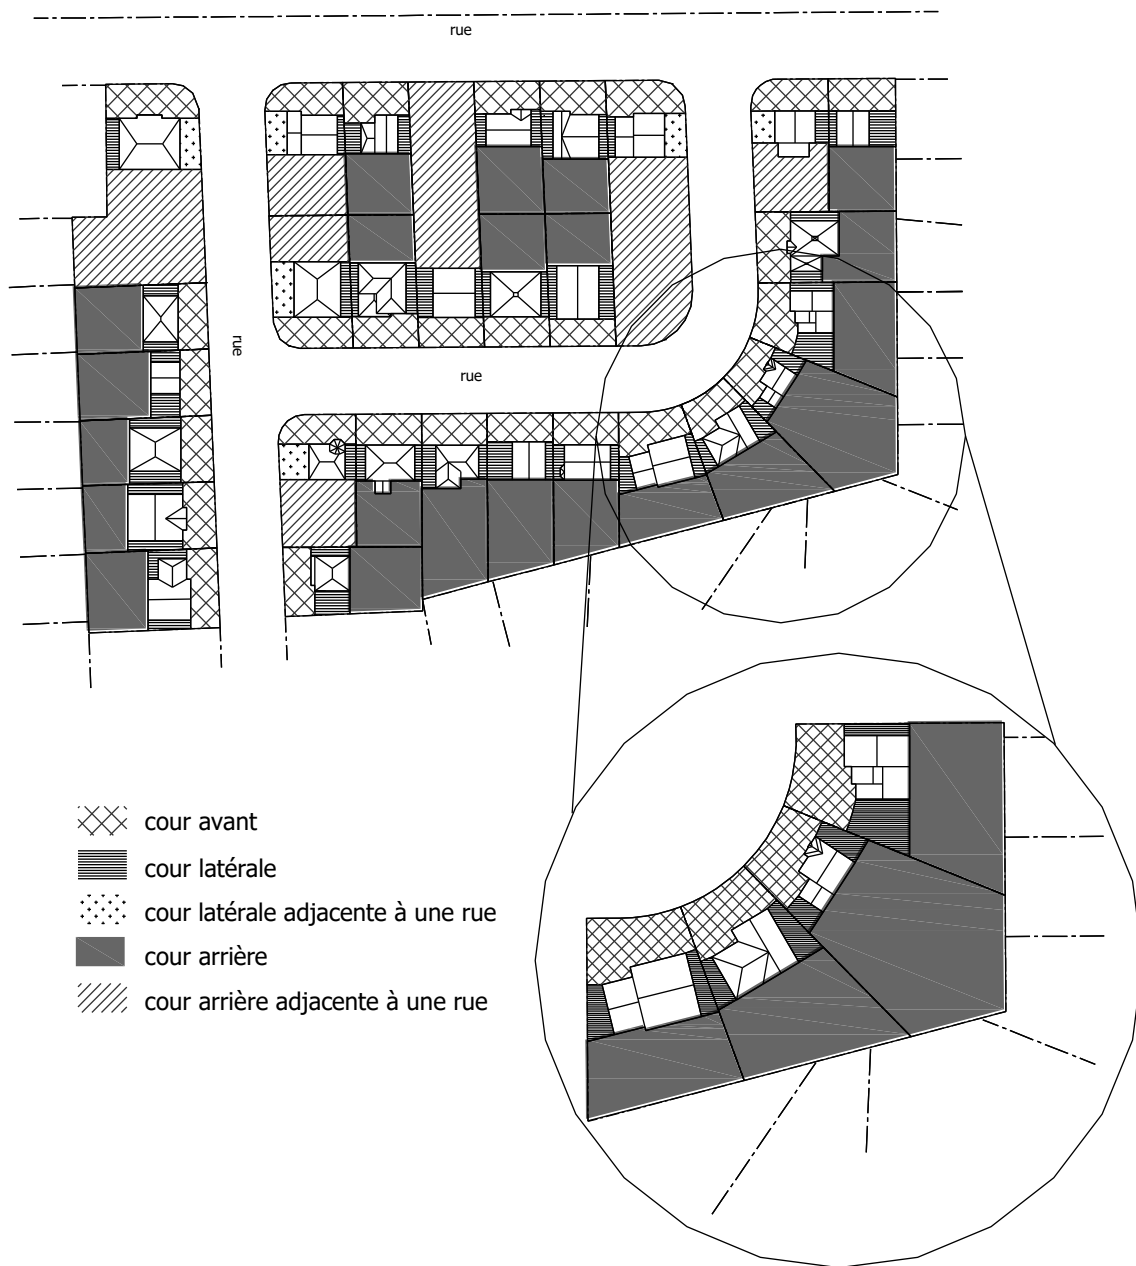 rue
rue
rue
cour avant
cour latérale
cour latérale adjacente à une rue
cour arrière
cour arrière adjacente à une rue